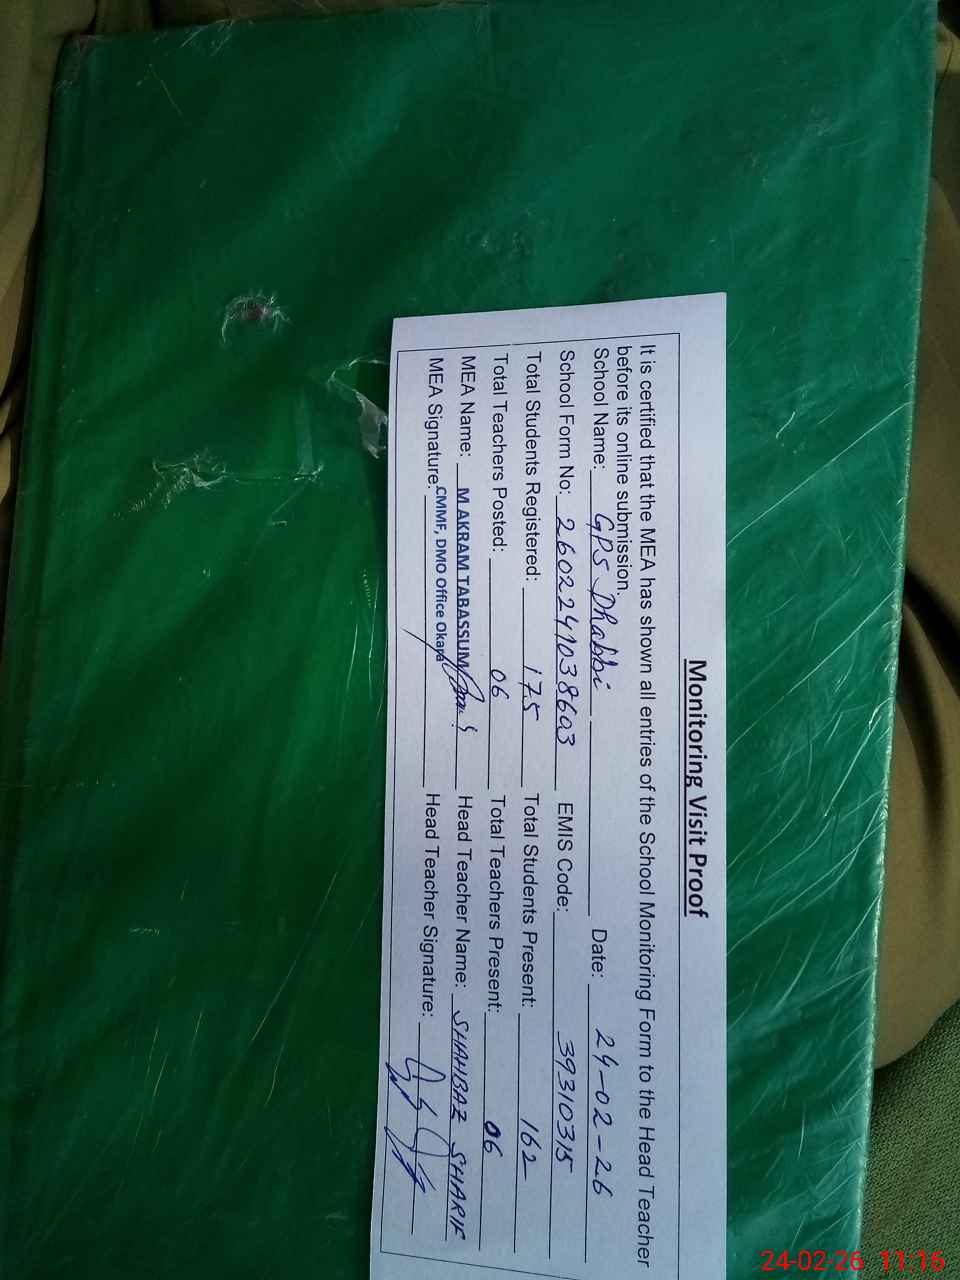 Monitoring Visit Proof
It is certified that the MEA has shown all entries of the School Monitoring Form to the Head Teacher
before its online submission.
School Name: GPS Dhabbi Date: 24-02-26
School Form No: 2602241038603 EMIS Code: 39310315
Total Students Registered: 175 Total Students Present: 162
Total Teachers Posted: 06 Total Teachers Present: 06
MEA Name: M AKRAM TABASSUM Head Teacher Name: SHAHBAZ SHARIF
MEA Signature: CMMF, DMO Office Okara Head Teacher Signature:
24-02-26 11:16